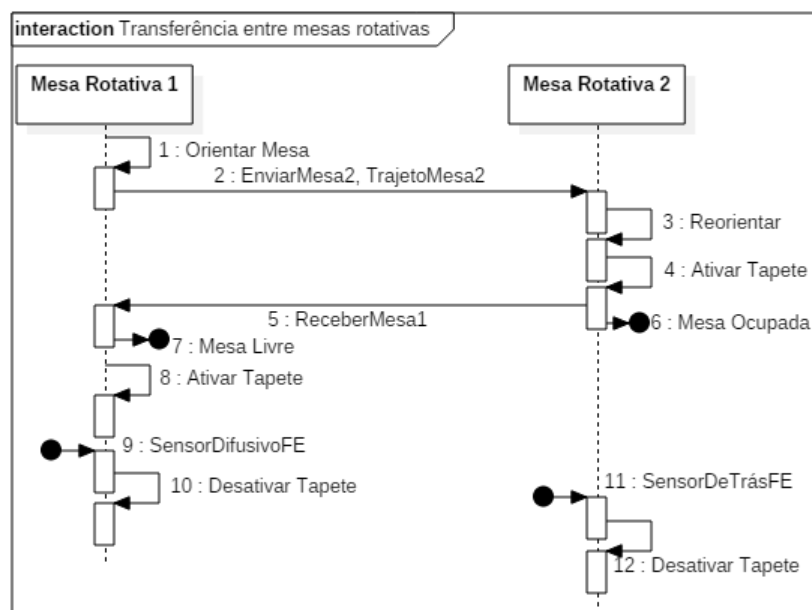 interaction Transferência entre mesas rotativas
Mesa Rotativa 1
Mesa Rotativa 2
1 : Orientar Mesa
2 : EnviarMesa2, TrajetoMesa2
3 : Reorientar
4 : Ativar Tapete
5 : ReceberMesa1
6 : Mesa Ocupada
7 : Mesa Livre
8 : Ativar Tapete
9 : SensorDifusivoFE
10 : Desativar Tapete
11 : SensorDeTrásFE
12 : Desativar Tapete